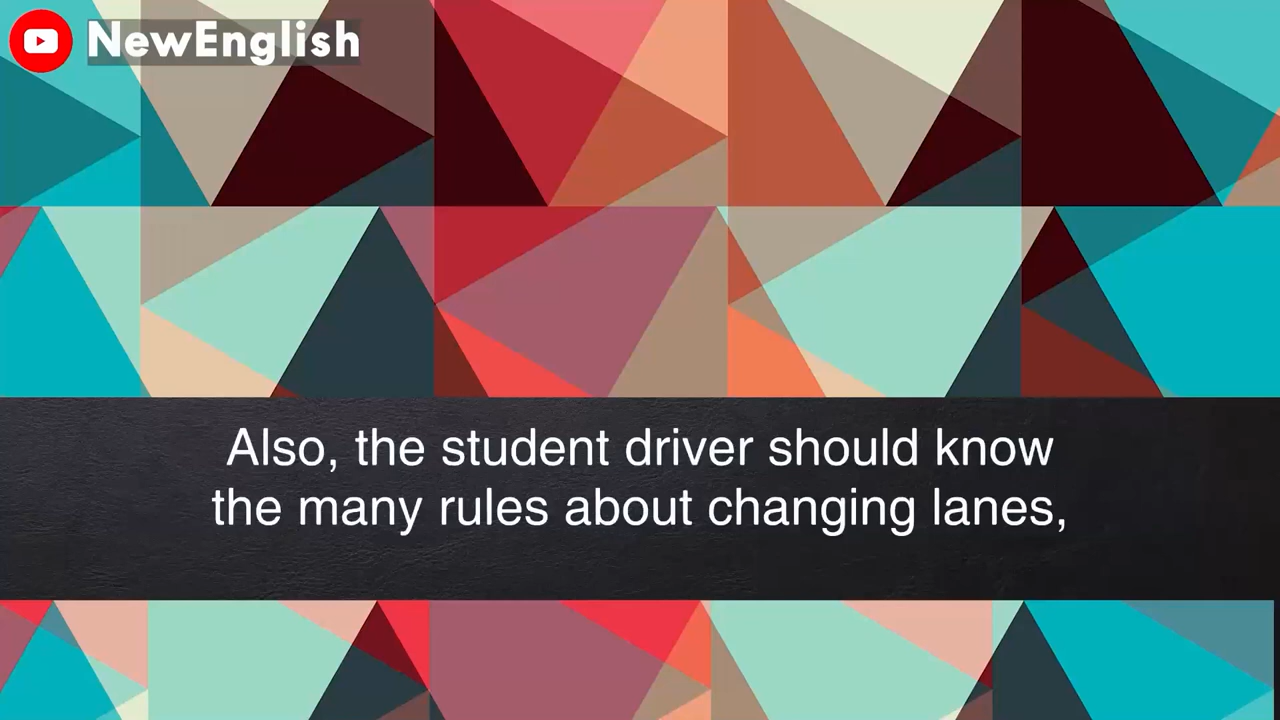 NewEnglish
Also, the student driver should know
the many rules about changing lanes,